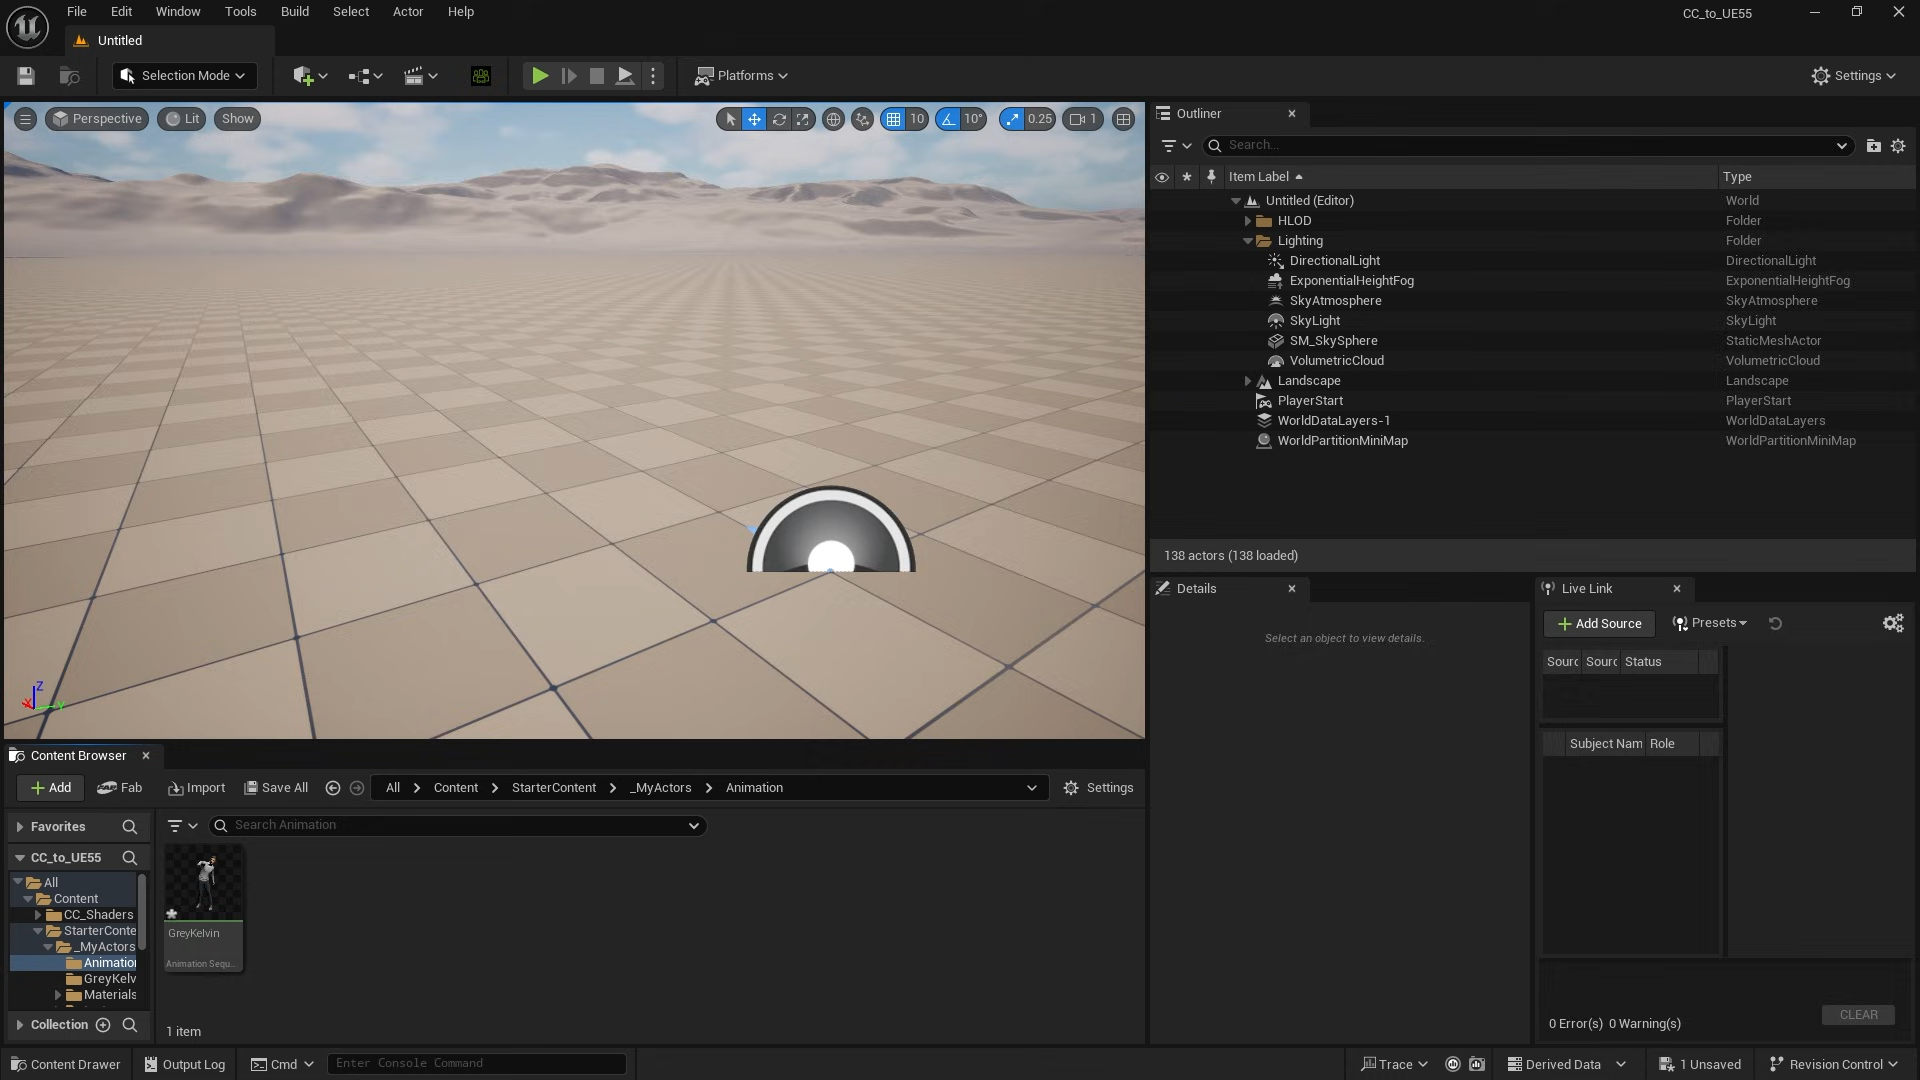 File Edit Window Tools Build Select Actor Help
CC_to_UE55
Untitled
Selection Mode
Platforms
Settings
Perspective Lit Show
10 10° 0.25 1
Outliner
Search...
Item Label Type
Untitled (Editor) World
HLOD Folder
Lighting Folder
DirectionalLight DirectionalLight
ExponentialHeightFog ExponentialHeightFog
SkyAtmosphere SkyAtmosphere
SkyLight SkyLight
SM_SkySphere StaticMeshActor
VolumetricCloud VolumetricCloud
Landscape Landscape
PlayerStart PlayerStart
WorldDataLayers-1 WorldDataLayers
WorldPartitionMiniMap WorldPartitionMiniMap
138 actors (138 loaded)
Details
Select an object to view details.
Live Link
Add Source Presets
Sourc Sourc Status
Subject Nam Role
0 Error(s) 0 Warning(s)
CLEAR
Z
X Y
Content Browser
Add Fab Import Save All
All Content StarterContent _MyActors Animation
Settings
Favorites
Search Animation
CC_to_UE55
All
Content
CC_Shaders
StarterConte
_MyActors
Animation
GreyKelv
Materials
Collection
GreyKelvin
Animation Sequ...
1 item
Content Drawer Output Log Cmd Enter Console Command
Trace Derived Data 1 Unsaved Revision Control